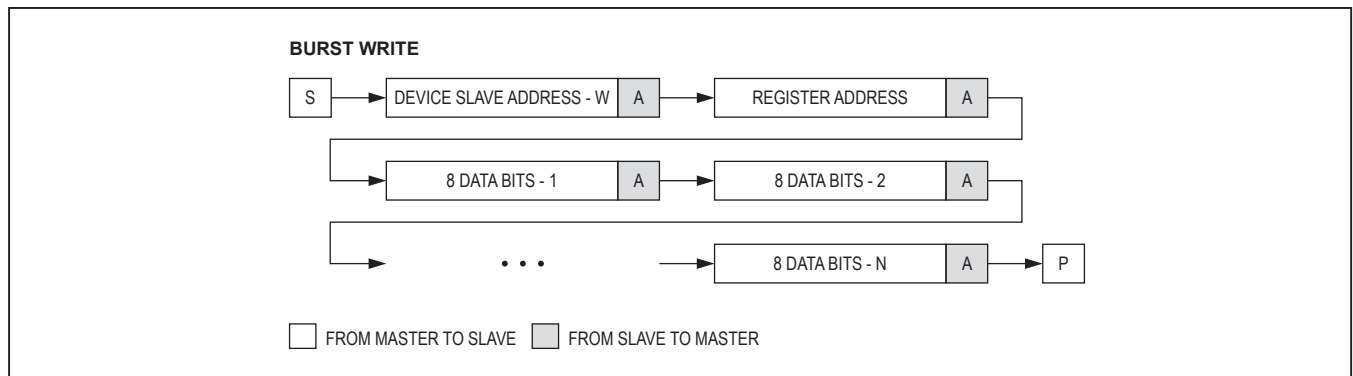 BURST WRITE
S DEVICE SLAVE ADDRESS - W A REGISTER ADDRESS A
8 DATA BITS - 1 A 8 DATA BITS - 2 A
• • • 8 DATA BITS - N A P
FROM MASTER TO SLAVE FROM SLAVE TO MASTER